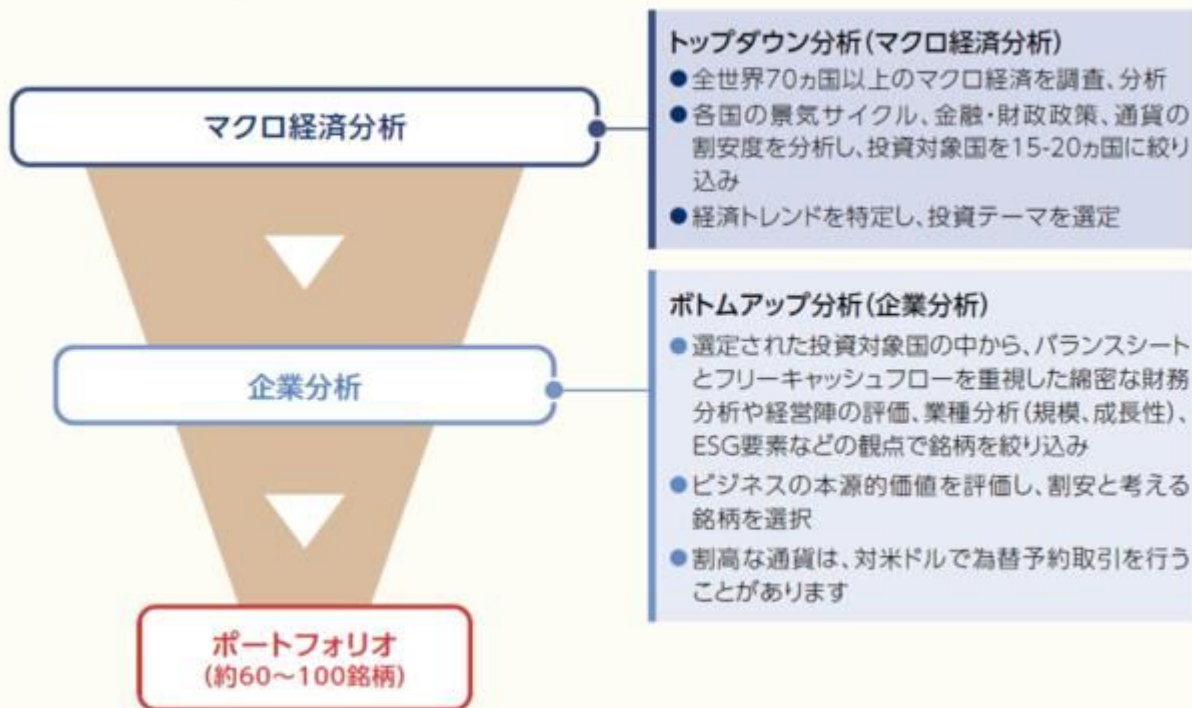 マクロ経済分析
トップダウン分析(マクロ経済分析)
●全世界70ヵ国以上のマクロ経済を調査、分析
●各国の景気サイクル、金融・財政政策、通貨の
割安度を分析し、投資対象国を15-20ヵ国に絞り
込み
●経済トレンドを特定し、投資テーマを選定
企業分析
ボトムアップ分析(企業分析)
●選定された投資対象国の中から、バランスシート
とフリーキャッシュフローを重視した綿密な財務
分析や経営陣の評価、業種分析(規模、成長性)、
ESG要素などの観点で銘柄を絞り込み
●ビジネスの本源的価値を評価し、割安と考える
銘柄を選択
●割高な通貨は、対米ドルで為替予約取引を行う
ことがあります
ポートフォリオ
(約60〜100銘柄)